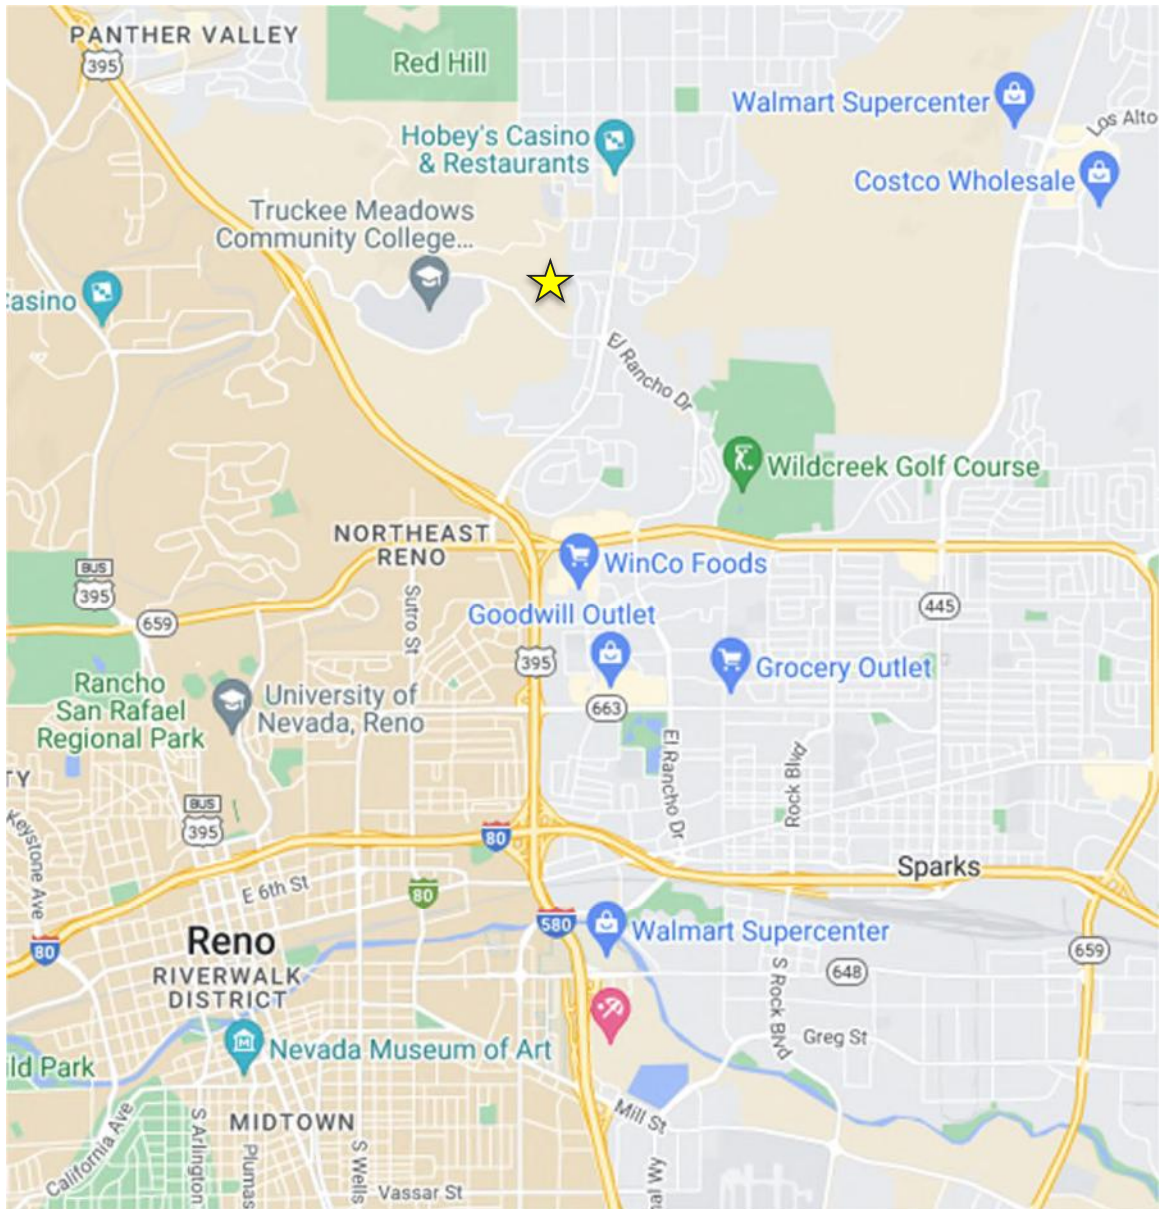 PANTHER VALLEY
395
Red Hill
Walmart Supercenter
Los Alto
Hobey's Casino
& Restaurants
Costco Wholesale
Truckee Meadows
Community College...
Casino
El Rancho Dr
Wildcreek Golf Course
NORTHEAST
RENO
WinCo Foods
BUS
395
445
Sutro St
659
Goodwill Outlet
395
Grocery Outlet
Rancho
San Rafael
Regional Park
University of
Nevada, Reno
663
El Rancho Dr
Rock Blvd
TY
BUS
395
Keystone Ave
80
Sparks
E 6th St
80
580
Walmart Supercenter
Reno
80
659
RIVERWALK
DISTRICT
648
S Rock Blvd
Greg St
Nevada Museum of Art
ld Park
Mill St
MIDTOWN
California Ave
S Arlington
Plumas
S Wells
Vassar St
al Wy